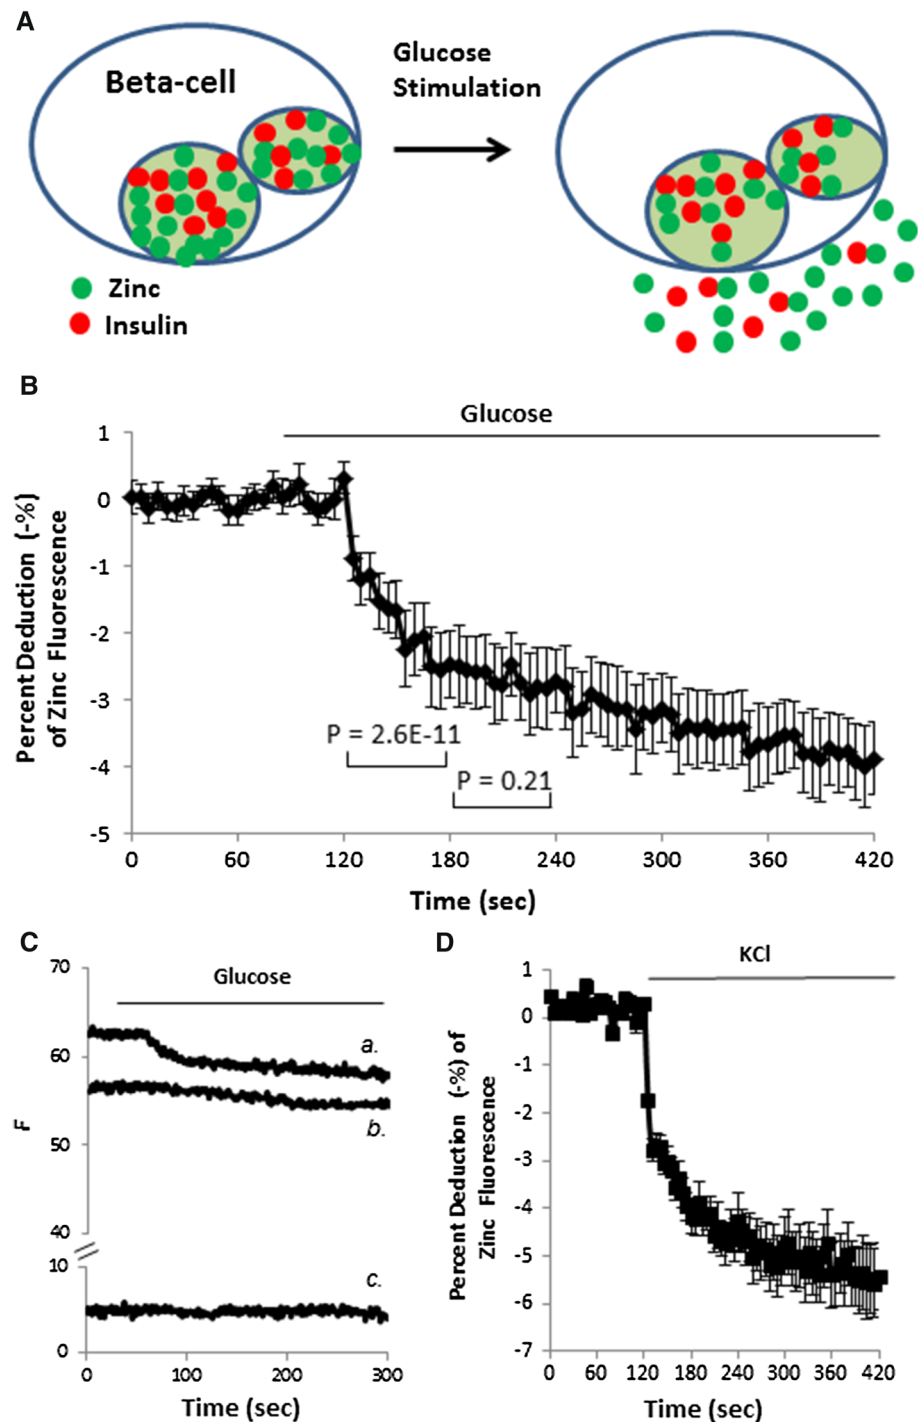 A
Beta-cell
Glucose
Stimulation
Zinc
Insulin
B
Glucose
Percent Deduction (-%)
of Zinc Fluorescence
1
0
-1
-2
-3
-4
-5
P = 2.6E-11
P = 0.21
0 60 120 180 240 300 360 420
Time (sec)
C
Glucose
F
70
60
50
40
10
0
a.
b.
c.
0 100 200 300
Time (sec)
D
KCl
Percent Deduction (-%) of
Zinc Fluorescence
1
0
-1
-2
-3
-4
-5
-6
-7
0 60 120 180 240 300 360 420
Time (sec)